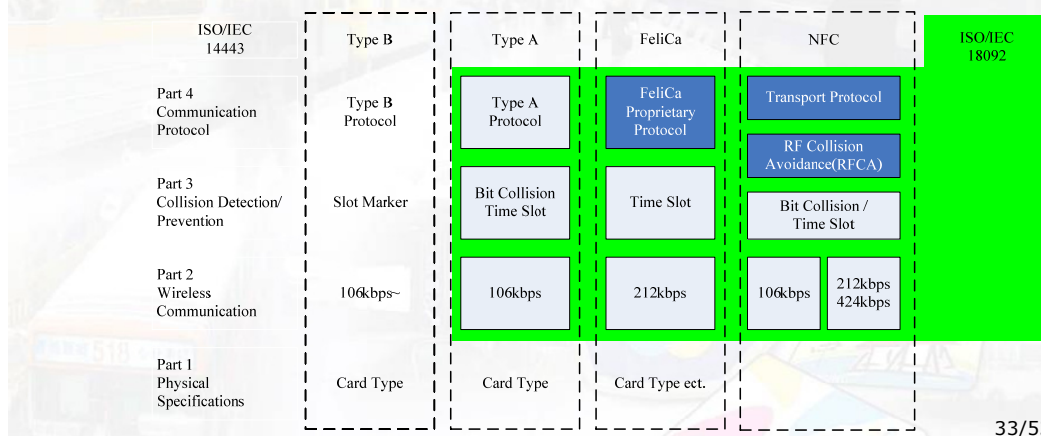 ISO/IEC
14443
Type B
Type A
FeliCa
NFC
ISO/IEC
18092
Part 4
Communication
Protocol
Type B
Protocol
Type A
Protocol
FeliCa
Proprietary
Protocol
Transport Protocol
RF Collision
Avoidance(RFCA)
Part 3
Collision Detection/
Prevention
Slot Marker
Bit Collision
Time Slot
Time Slot
Bit Collision /
Time Slot
Part 2
Wireless
Communication
106kbps~
106kbps
212kbps
106kbps
212kbps
424kbps
Part 1
Physical
Specifications
Card Type
Card Type
Card Type ect.
518
33/5